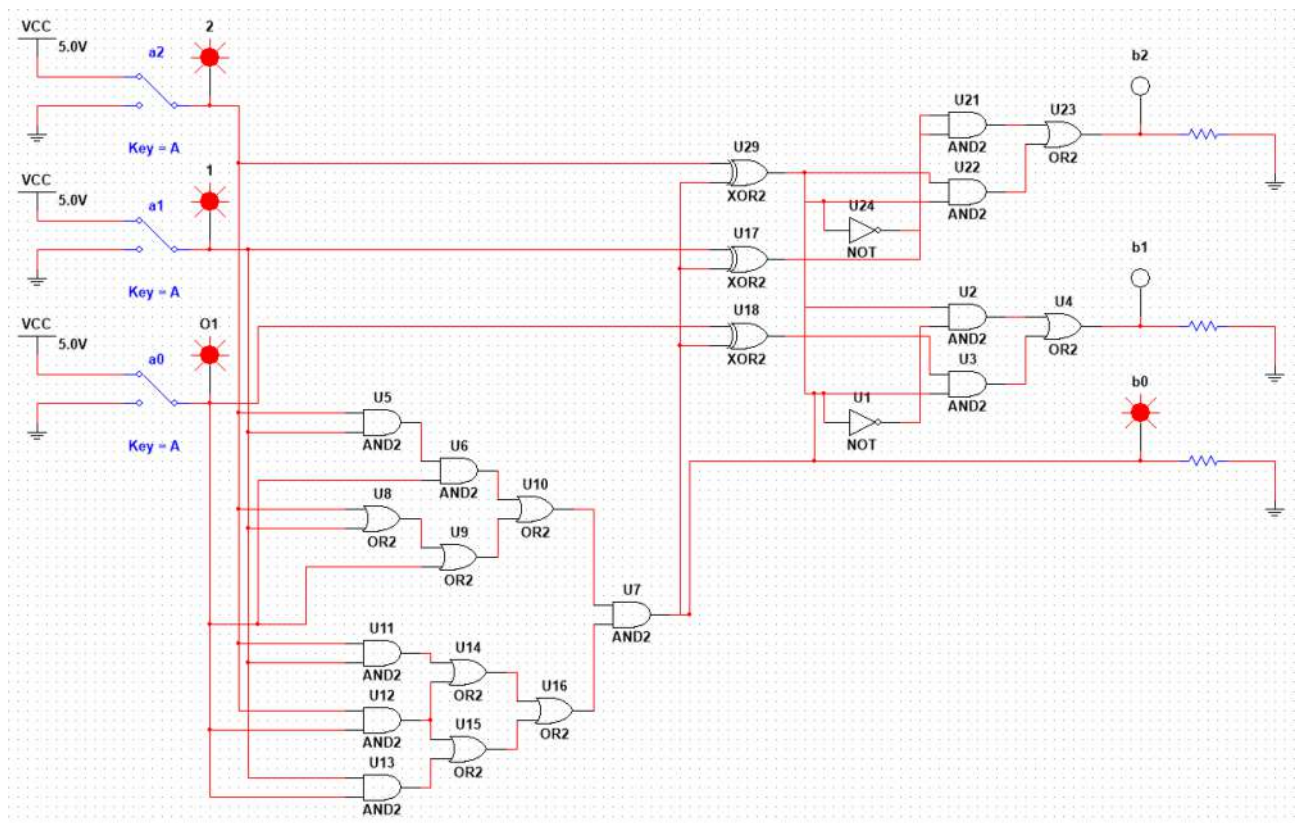 VCC
5.0V
a2
2
Key = A
VCC
5.0V
a1
1
Key = A
VCC
5.0V
a0
O1
Key = A
U5
AND2
U6
AND2
U8
OR2
U9
OR2
U10
OR2
U7
AND2
U11
AND2
U12
AND2
U13
AND2
U14
OR2
U15
OR2
U16
OR2
U29
XOR2
U17
XOR2
U18
XOR2
U21
AND2
U22
AND2
U24
NOT
U23
OR2
b2
U2
AND2
U3
AND2
U1
NOT
U4
OR2
b1
b0